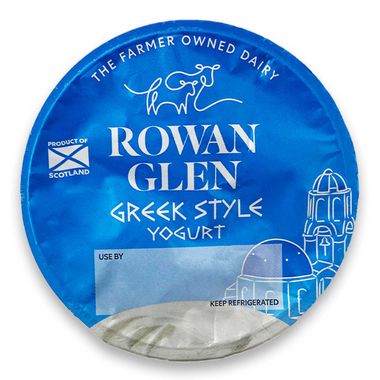 THE FARMER OWNED DAIRY
ROWAN
GLEN
PRODUCT OF
SCOTLAND
GREEK STYLE
YOGURT
USE BY
KEEP REFRIGERATED